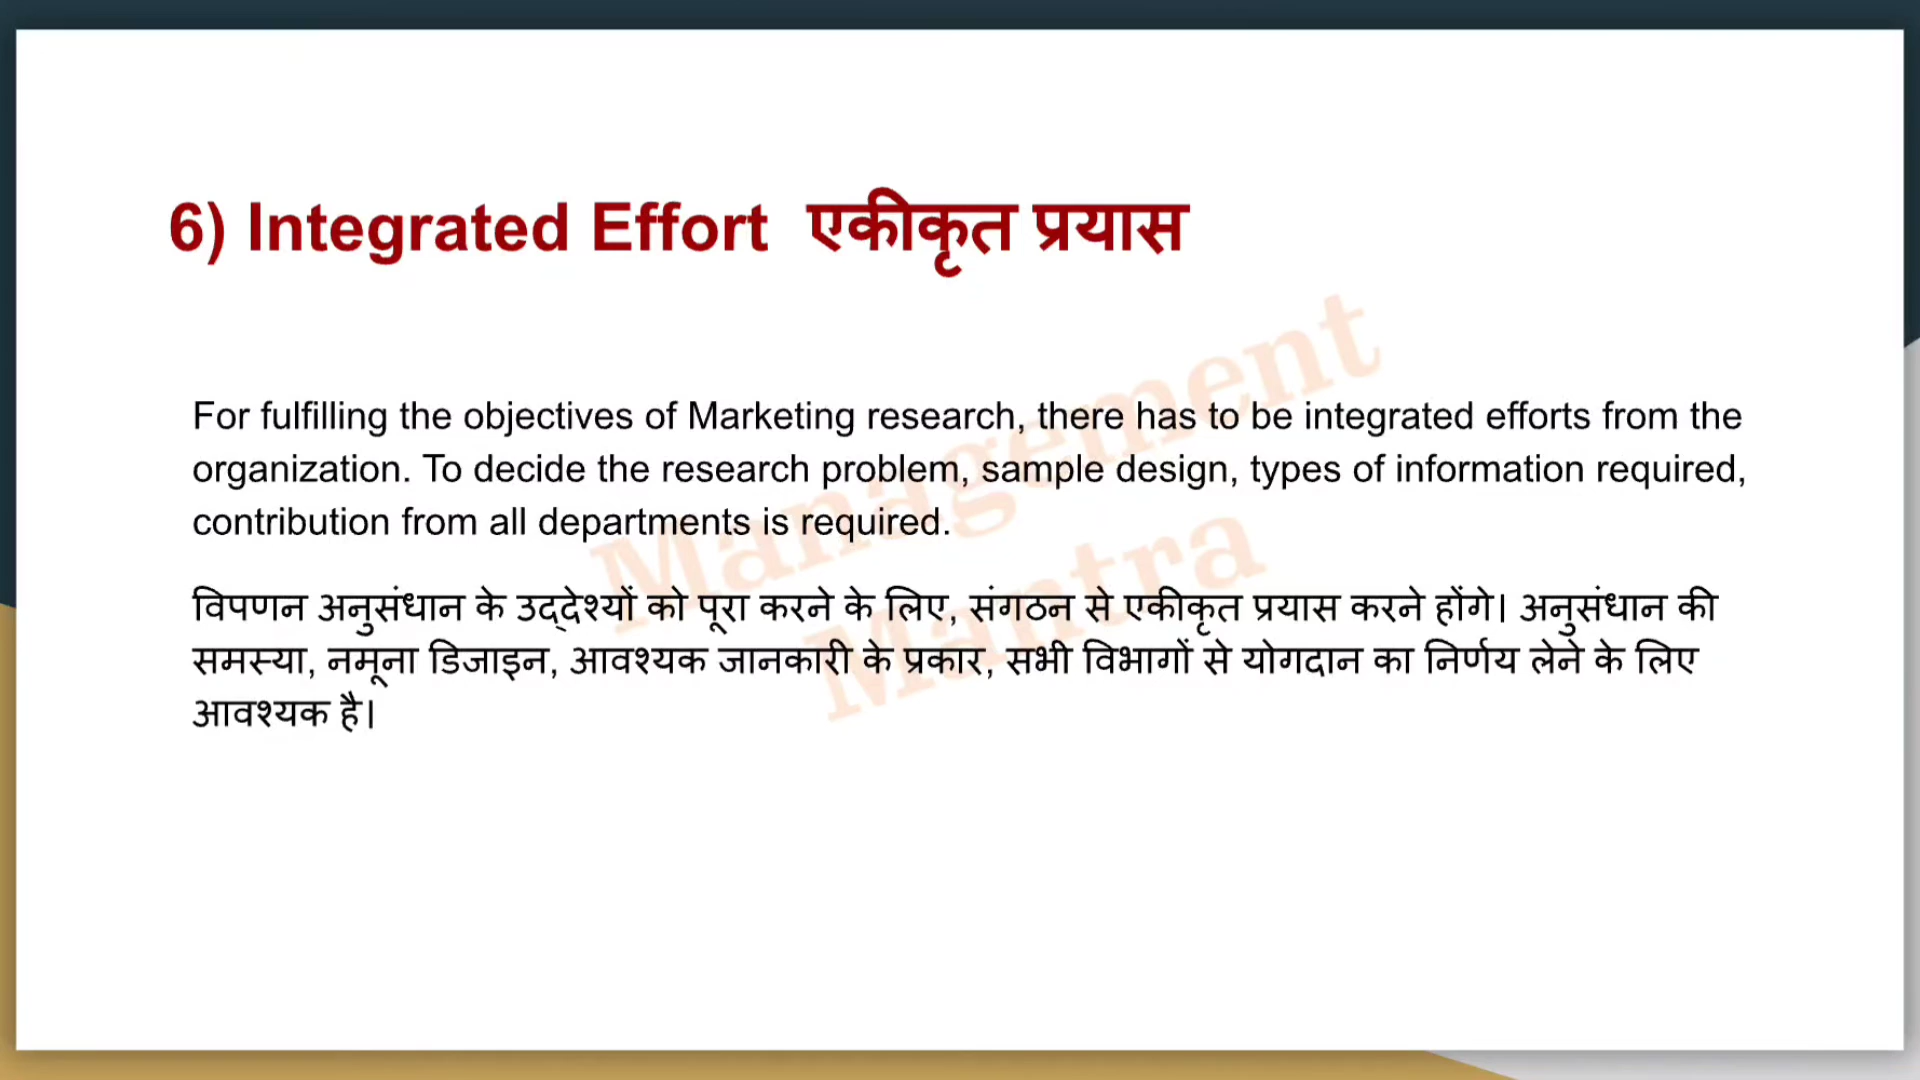 6) Integrated Effort एकीकृत प्रयास
For fulfilling the objectives of Marketing research, there has to be integrated efforts from the
organization. To decide the research problem, sample design, types of information required,
contribution from all departments is required.
विपणन अनुसंधान के उद्देश्यों को पूरा करने के लिए, संगठन से एकीकृत प्रयास करने होंगे। अनुसंधान की
समस्या, नमूना डिजाइन, आवश्यक जानकारी के प्रकार, सभी विभागों से योगदान का निर्णय लेने के लिए
आवश्यक है।
Management
Mantra